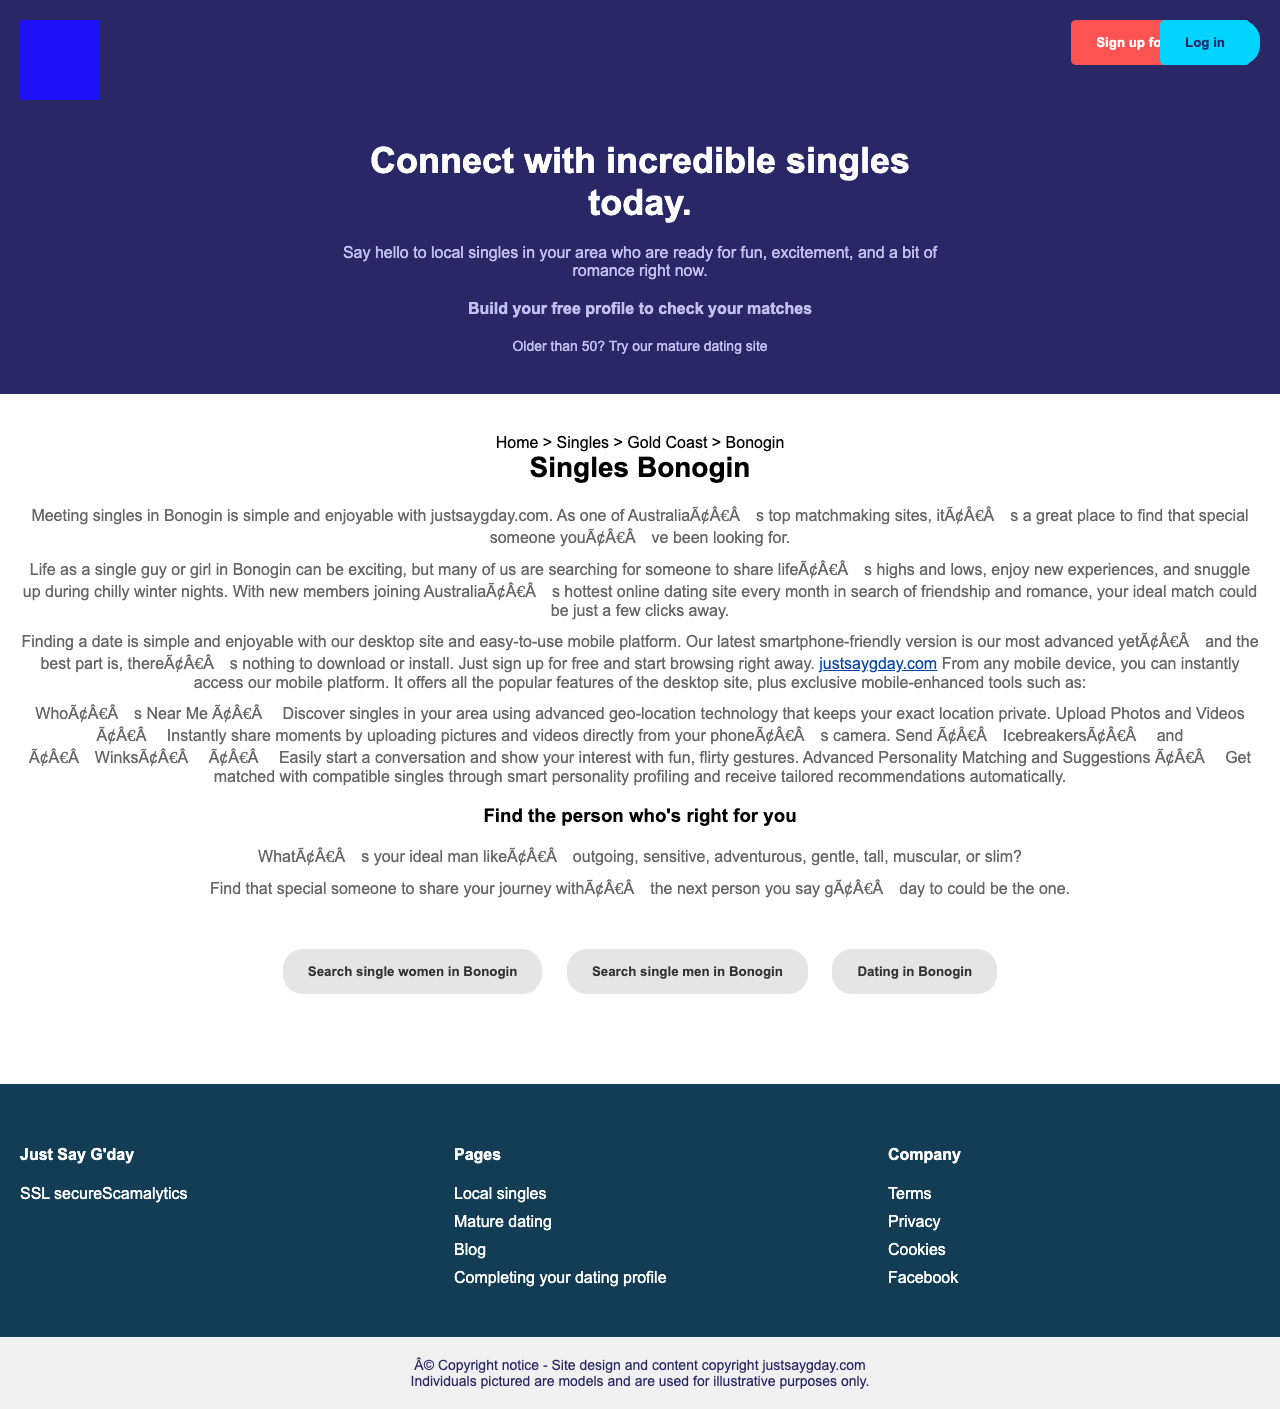 Sign up fo
Log in
Connect with incredible singles
today.
Say hello to local singles in your area who are ready for fun, excitement, and a bit of
romance right now.
Build your free profile to check your matches
Older than 50? Try our mature dating site
Home > Singles > Gold Coast > Bonogin
Singles Bonogin
Meeting singles in Bonogin is simple and enjoyable with justsaygday.com. As one of AustraliaÃ¢Â€Â s top matchmaking sites, itÃ¢Â€Â s a great place to find that special
someone youÃ¢Â€Â ve been looking for.
Life as a single guy or girl in Bonogin can be exciting, but many of us are searching for someone to share lifeÃ¢Â€Â s highs and lows, enjoy new experiences, and snuggle
up during chilly winter nights. With new members joining AustraliaÃ¢Â€Â s hottest online dating site every month in search of friendship and romance, your ideal match could
be just a few clicks away.
Finding a date is simple and enjoyable with our desktop site and easy-to-use mobile platform. Our latest smartphone-friendly version is our most advanced yetÃ¢Â€Â and the
best part is, thereÃ¢Â€Â s nothing to download or install. Just sign up for free and start browsing right away. justsaygday.com From any mobile device, you can instantly
access our mobile platform. It offers all the popular features of the desktop site, plus exclusive mobile-enhanced tools such as:
WhoÃ¢Â€Â s Near Me Ã¢Â€Â Discover singles in your area using advanced geo-location technology that keeps your exact location private. Upload Photos and Videos
Ã¢Â€Â Instantly share moments by uploading pictures and videos directly from your phoneÃ¢Â€Â s camera. Send Ã¢Â€Â IcebreakersÃ¢Â€Â and
Ã¢Â€Â WinksÃ¢Â€Â Ã¢Â€Â Easily start a conversation and show your interest with fun, flirty gestures. Advanced Personality Matching and Suggestions Ã¢Â€Â Get
matched with compatible singles through smart personality profiling and receive tailored recommendations automatically.
Find the person who's right for you
WhatÃ¢Â€Â s your ideal man likeÃ¢Â€Â outgoing, sensitive, adventurous, gentle, tall, muscular, or slim?
Find that special someone to share your journey withÃ¢Â€Â the next person you say gÃ¢Â€Â day to could be the one.
Search single women in Bonogin
Search single men in Bonogin
Dating in Bonogin
Just Say G'day
SSL secureScamalytics
Pages
Local singles
Mature dating
Blog
Completing your dating profile
Company
Terms
Privacy
Cookies
Facebook
Â© Copyright notice - Site design and content copyright justsaygday.com
Individuals pictured are models and are used for illustrative purposes only.